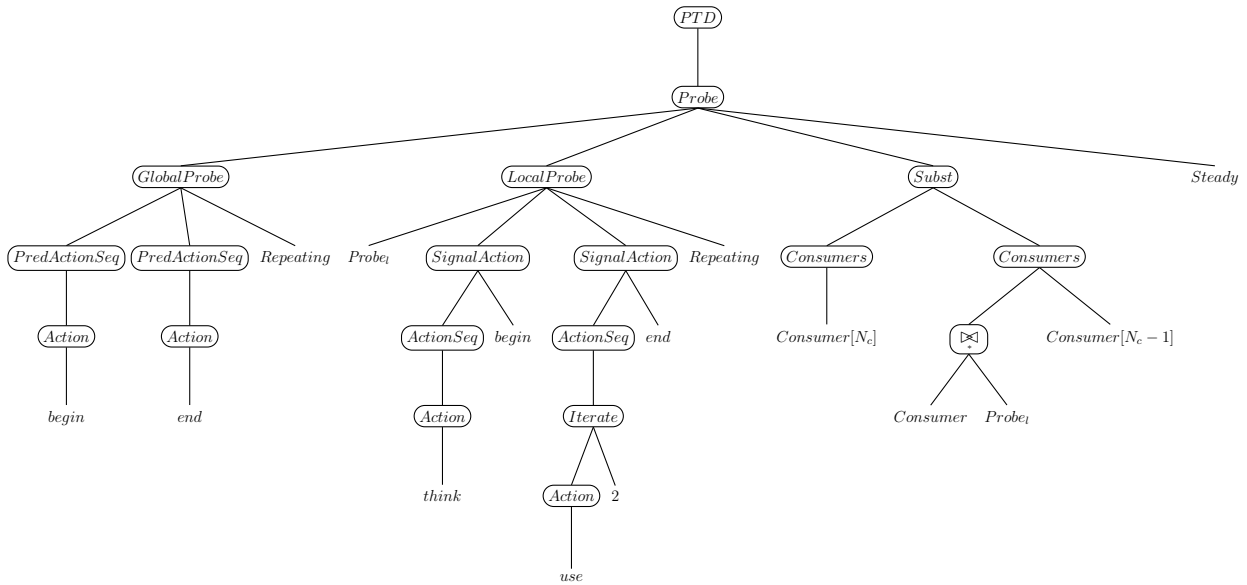 PTD
Probe
GlobalProbe LocalProbe Subst Steady
PredActionSeq PredActionSeq Repeating Probe_l SignalAction SignalAction Repeating Consumers Consumers
Action Action ActionSeq begin ActionSeq end Consumer[N_c] ⋈_* Consumer[N_c − 1]
begin end Action Iterate Consumer Probe_l
think Action 2
use